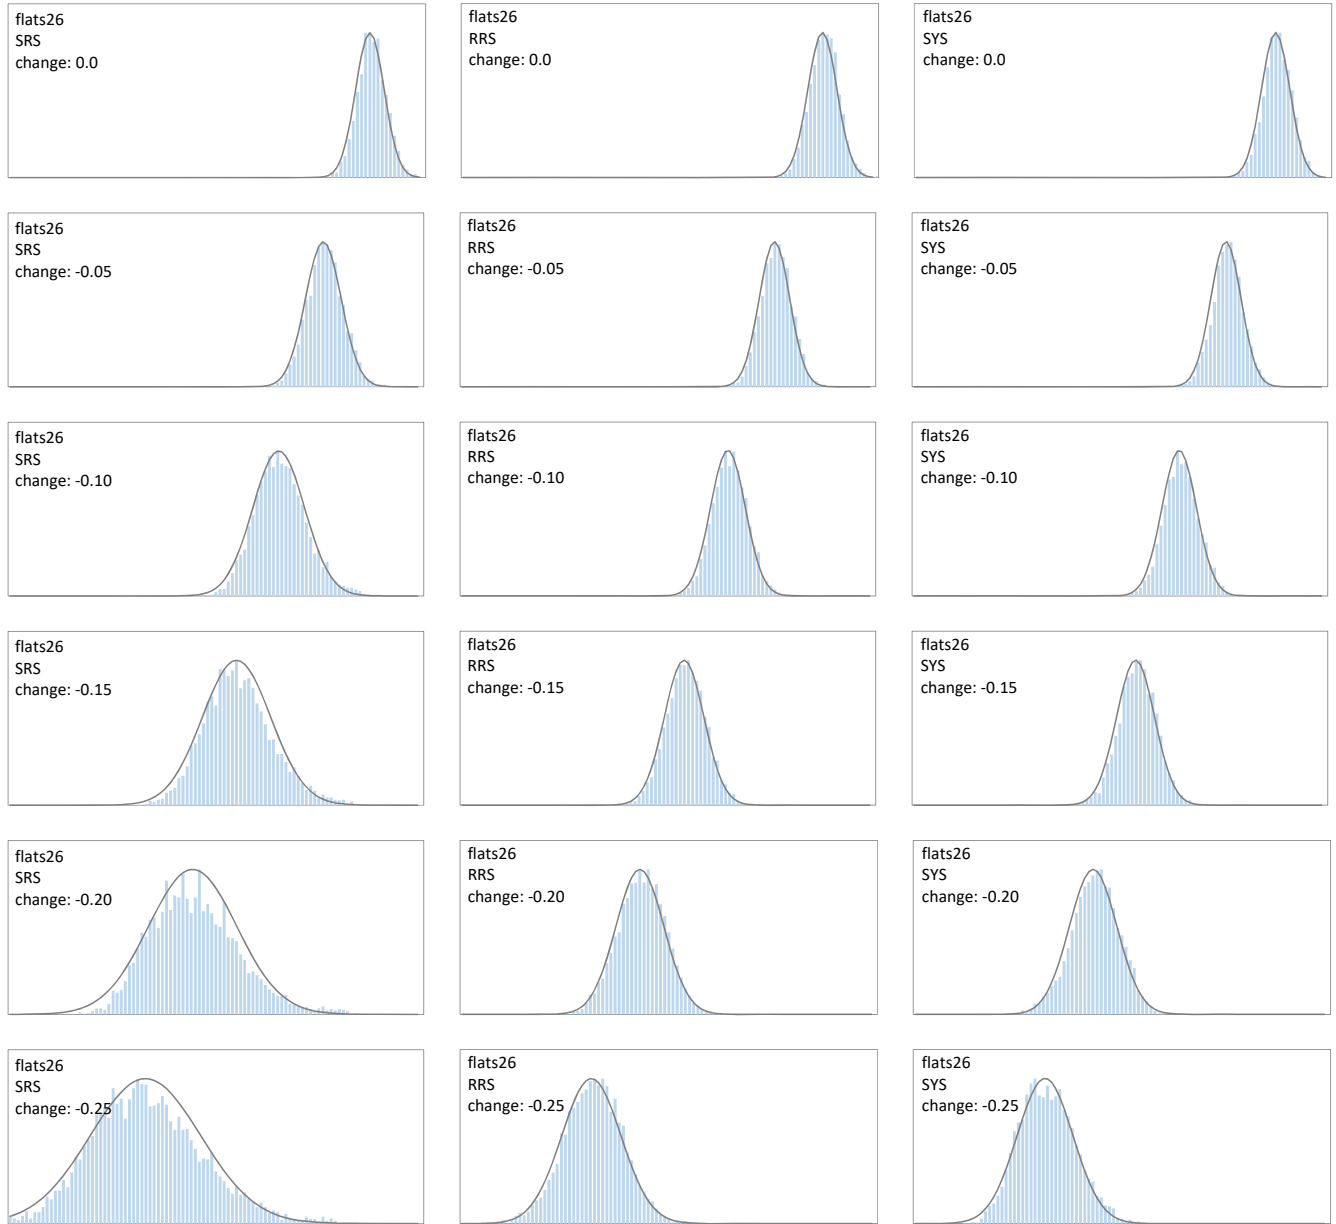 flats26
SRS
change: 0.0
flats26
RRS
change: 0.0
flats26
SYS
change: 0.0
flats26
SRS
change: -0.05
flats26
RRS
change: -0.05
flats26
SYS
change: -0.05
flats26
SRS
change: -0.10
flats26
RRS
change: -0.10
flats26
SYS
change: -0.10
flats26
SRS
change: -0.15
flats26
RRS
change: -0.15
flats26
SYS
change: -0.15
flats26
SRS
change: -0.20
flats26
RRS
change: -0.20
flats26
SYS
change: -0.20
flats26
SRS
change: -0.25
flats26
RRS
change: -0.25
flats26
SYS
change: -0.25